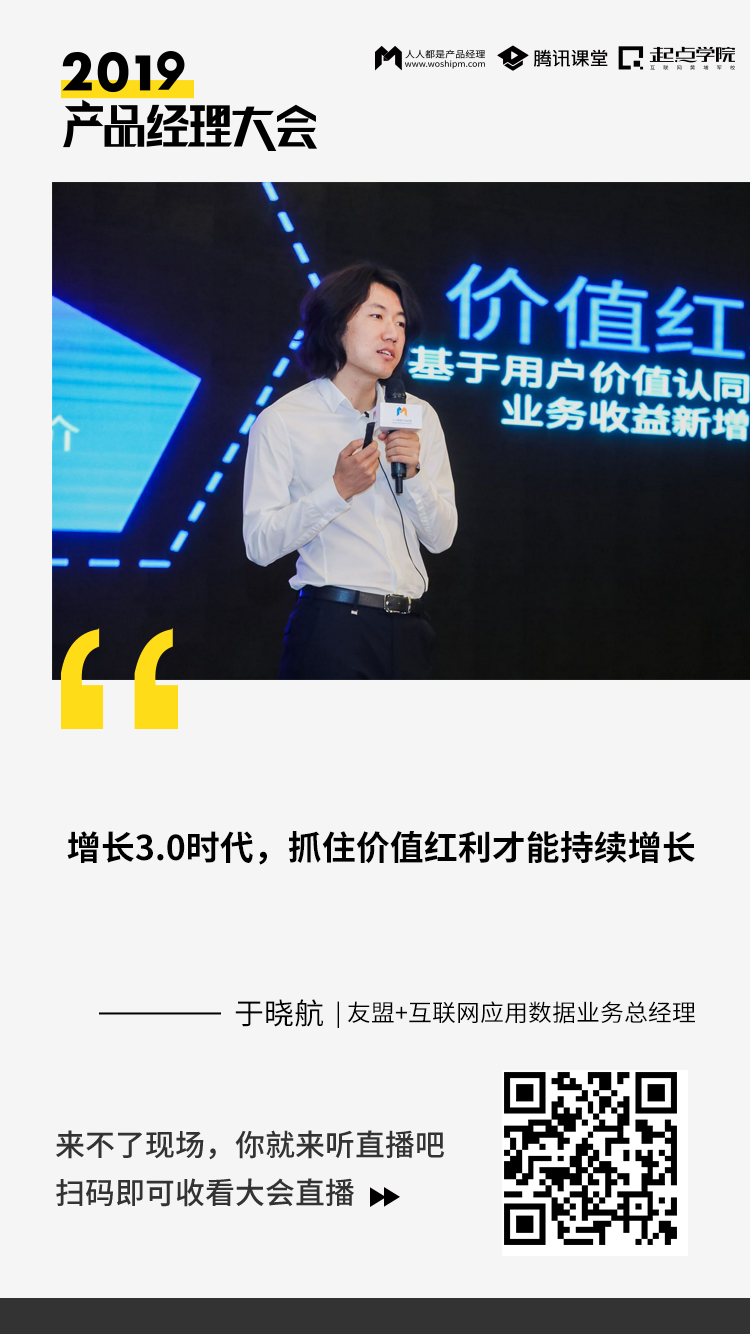 2019
产品经理大会
人人都是产品经理
www.woshipm.com
腾讯课堂
起点学院
互联网黄埔军校
价值红
基于用户价值认同
业务收益新增
介
增长3.0时代，抓住价值红利才能持续增长
于晓航 | 友盟+互联网应用数据业务总经理
来不了现场，你就来听直播吧
扫码即可收看大会直播